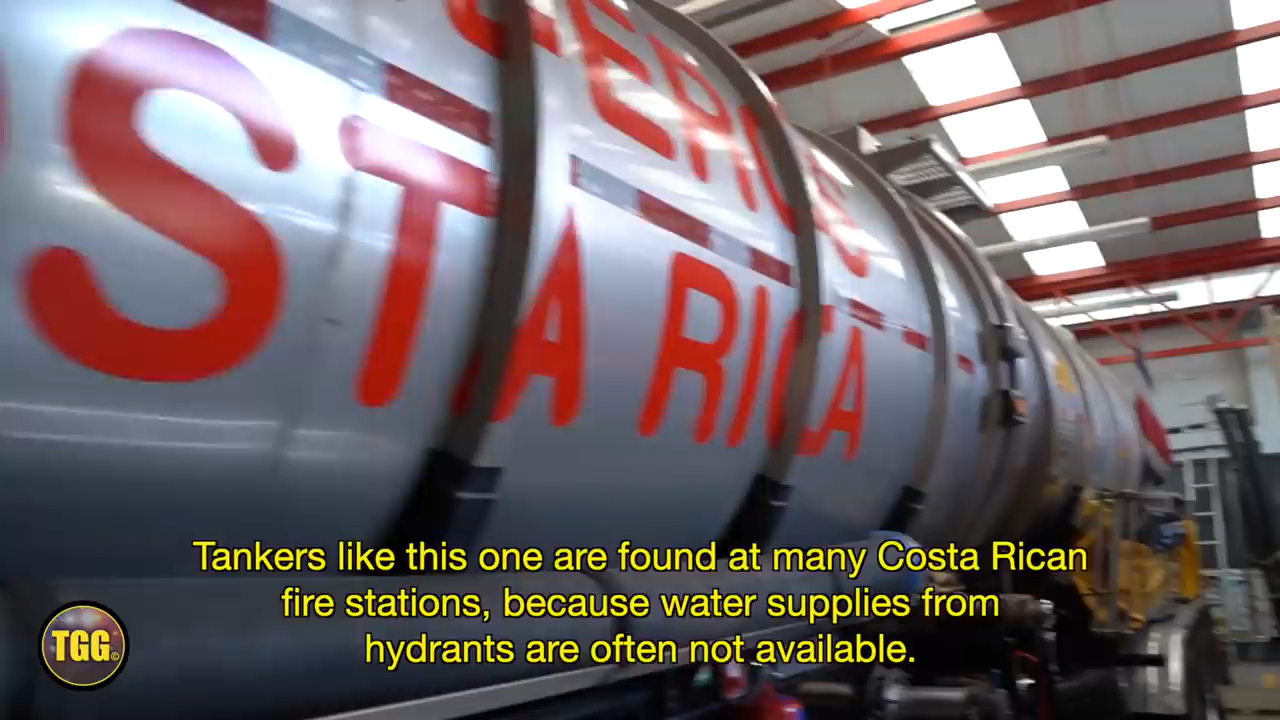 COSTA RICA
Tankers like this one are found at many Costa Rican
fire stations, because water supplies from
hydrants are often not available.
TGG